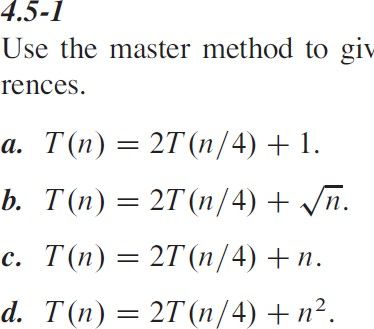 4.5-1
Use the master method to
rences.
a. T(n) = 2T(n/4) + 1.
b. T(n) = 2T(n/4) + √n.
c. T(n) = 2T(n/4) + n.
d. T(n) = 2T(n/4) + n².